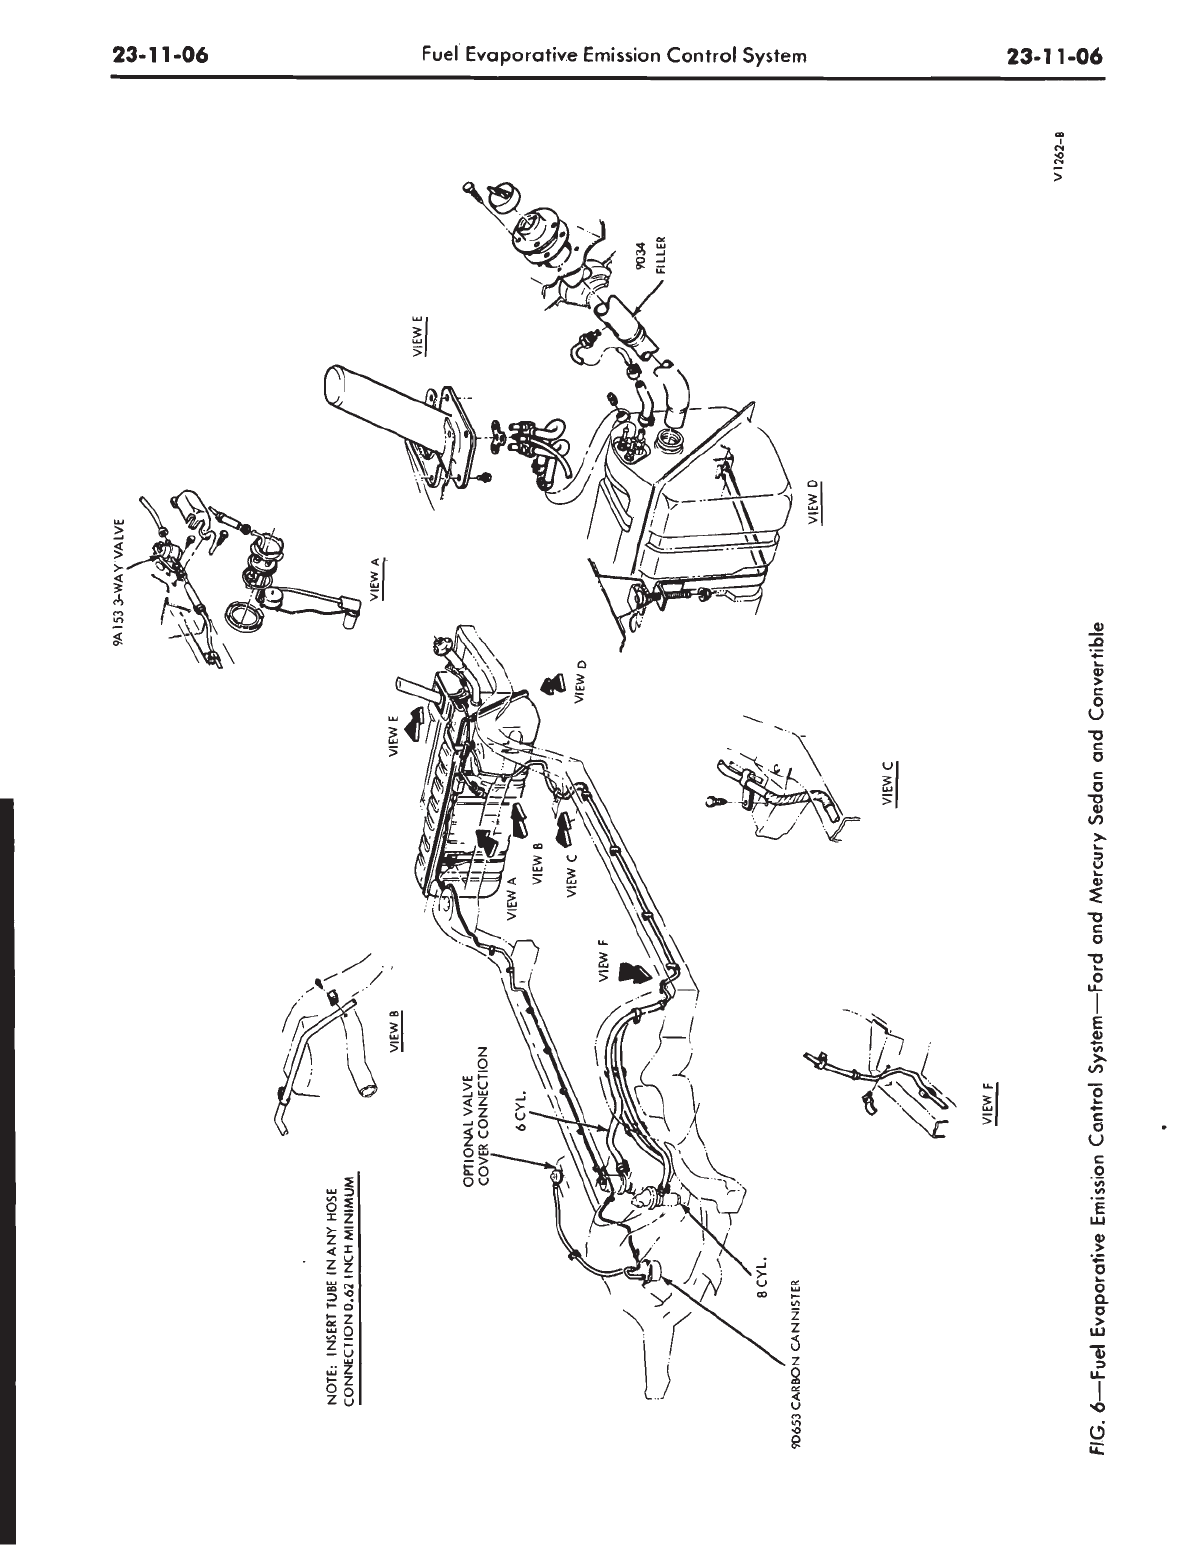 23-11-06
Fuel Evaporative Emission Control System
23-11-06
V1262-B
9034
FILLER
VIEW E
9A153 3-WAY VALVE
VIEW A
VIEW D
VIEW E
VIEW D
VIEW A
VIEW B
VIEW C
VIEW C
VIEW F
VIEW B
OPTIONAL VALVE
COVER CONNECTION
6 CYL.
VIEW F
NOTE: INSERT TUBE IN ANY HOSE
CONNECTION 0.62 INCH MINIMUM
8 CYL.
9D653 CARBON CANNISTER
FIG. 6—Fuel Evaporative Emission Control System—Ford and Mercury Sedan and Convertible